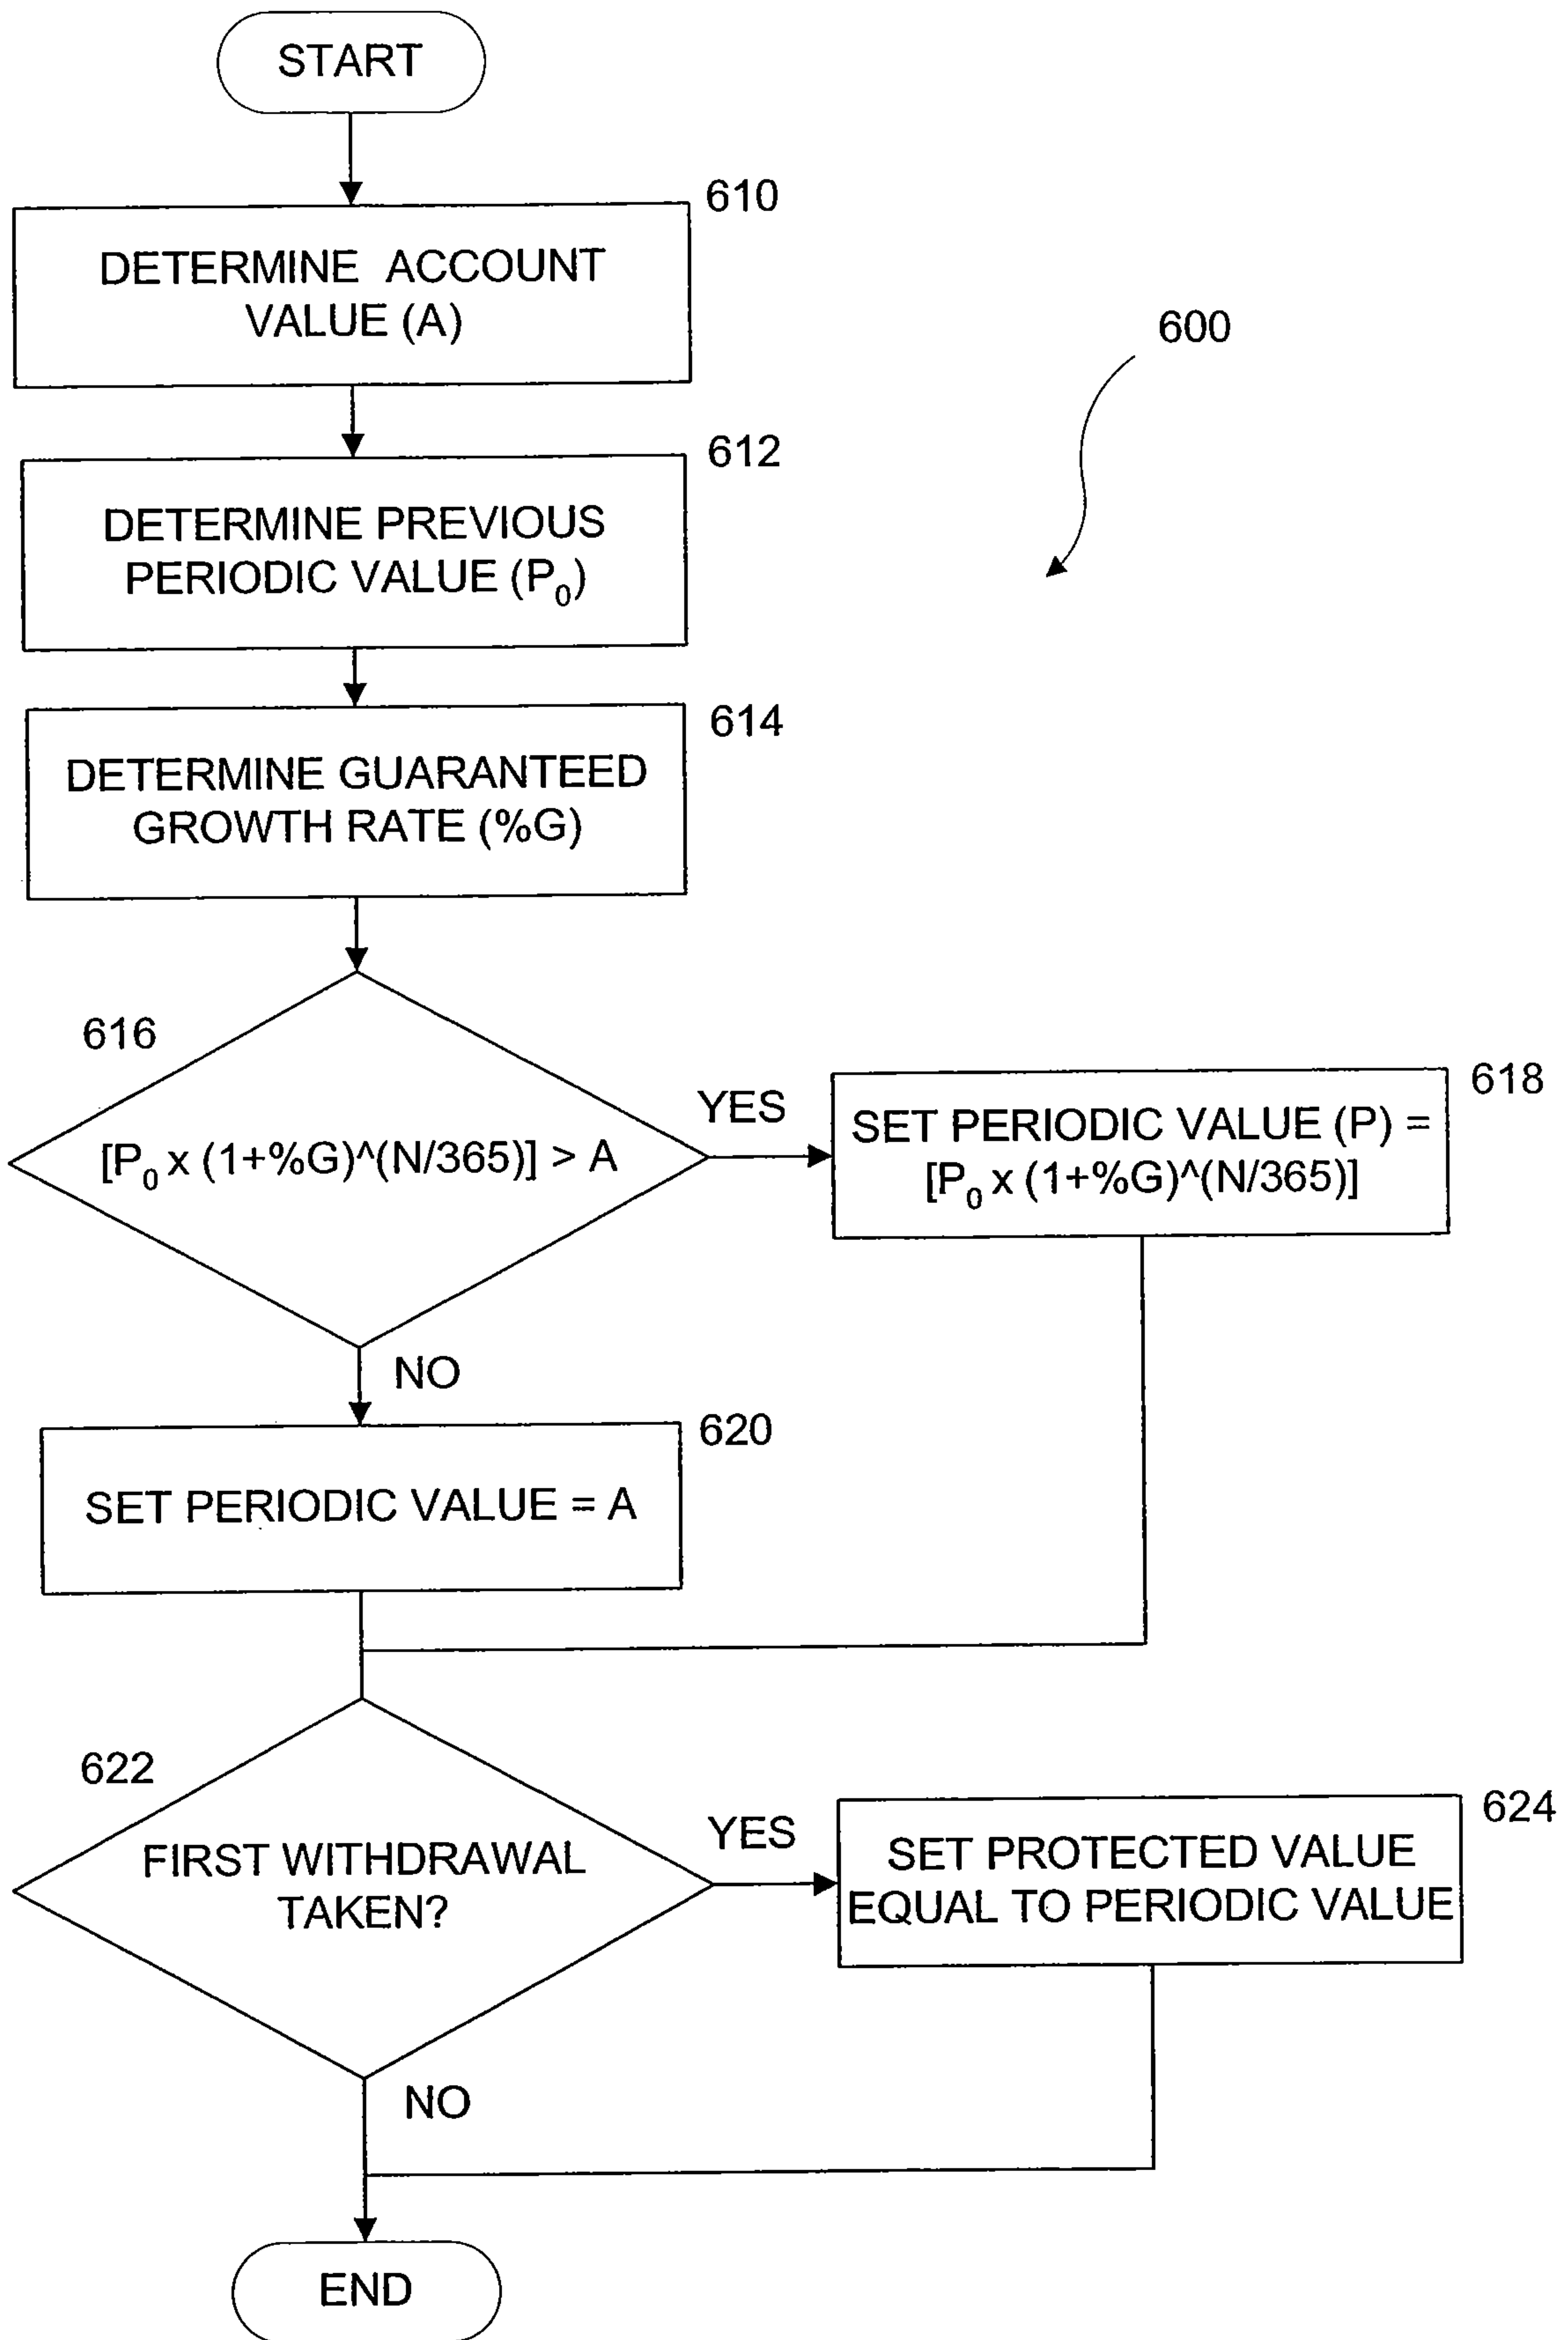 START
610
DETERMINE ACCOUNT
VALUE (A)
600
612
DETERMINE PREVIOUS
PERIODIC VALUE (P0)
614
DETERMINE GUARANTEED
GROWTH RATE (%G)
616
[P0 x (1+%G)^(N/365)] > A
YES
618
SET PERIODIC VALUE (P) =
[P0 x (1+%G)^(N/365)]
NO
620
SET PERIODIC VALUE = A
622
FIRST WITHDRAWAL
TAKEN?
YES
624
SET PROTECTED VALUE
EQUAL TO PERIODIC VALUE
NO
END